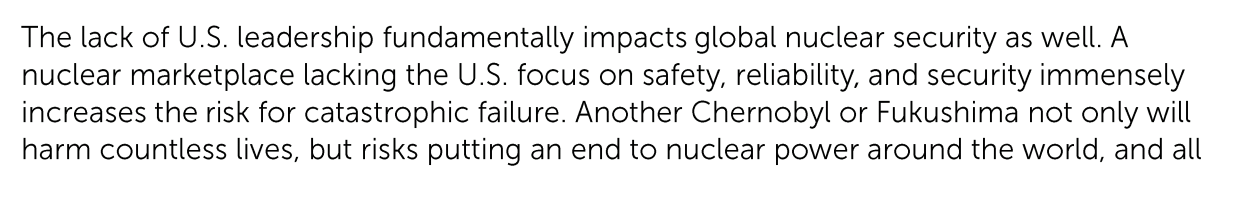 The lack of U.S. leadership fundamentally impacts global nuclear security as well. A
nuclear marketplace lacking the U.S. focus on safety, reliability, and security immensely
increases the risk for catastrophic failure. Another Chernobyl or Fukushima not only will
harm countless lives, but risks putting an end to nuclear power around the world, and all